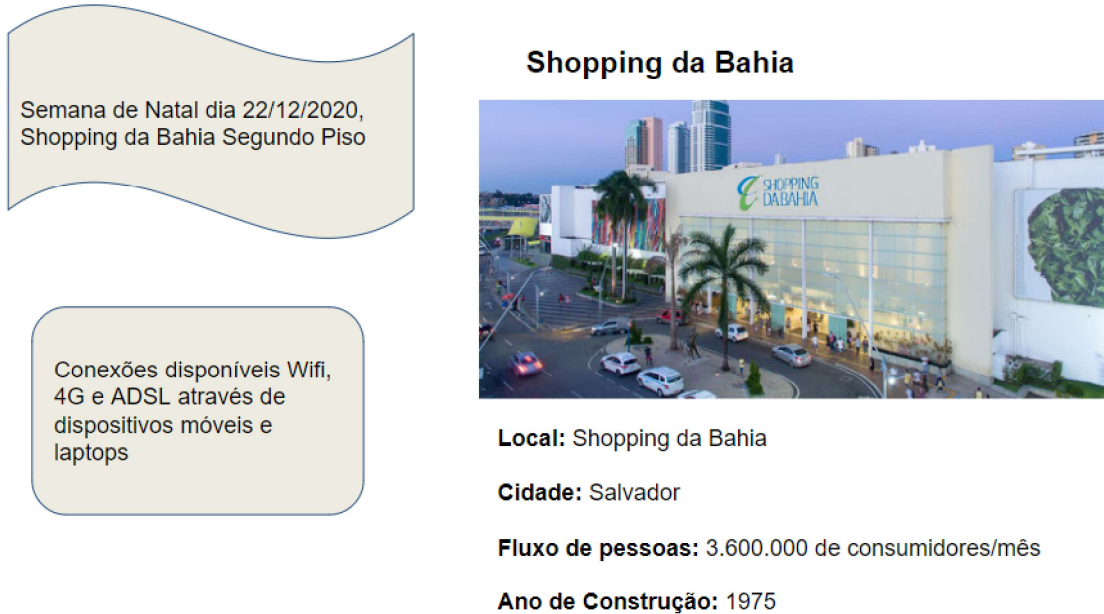 Semana de Natal dia 22/12/2020,
Shopping da Bahia Segundo Piso
Conexões disponíveis Wifi,
4G e ADSL através de
dispositivos móveis e
laptops
Shopping da Bahia
SHOPPING
DABAHIA
Local: Shopping da Bahia
Cidade: Salvador
Fluxo de pessoas: 3.600.000 de consumidores/mês
Ano de Construção: 1975